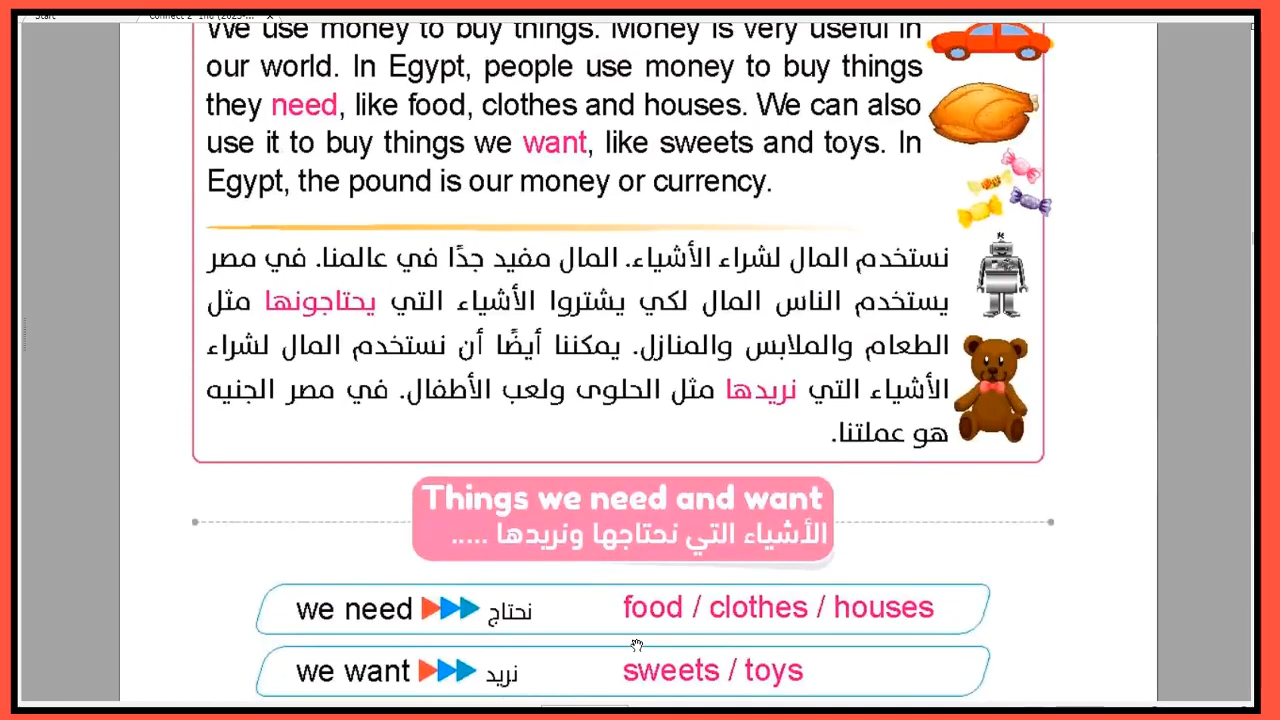 Start
Connect 2 -1nd (2023-...
We use money to buy things. Money is very useful in
our world. In Egypt, people use money to buy things
they need, like food, clothes and houses. We can also
use it to buy things we want, like sweets and toys. In
Egypt, the pound is our money or currency.
نستخدم المال لشراء الأشياء. المال مفيد جدًا في عالمنا. في مصر
يستخدم الناس المال لكي يشتروا الأشياء التي يحتاجونها مثل
الطعام والملابس والمنازل. يمكننا أيضًا أن نستخدم المال لشراء
الأشياء التي نريدها مثل الحلوى ولعب الأطفال. في مصر الجنيه
هو عملتنا.
Things we need and want
الأشياء التي نحتاجها ونريدها .....
we need نحتاج food / clothes / houses
we want نريد sweets / toys